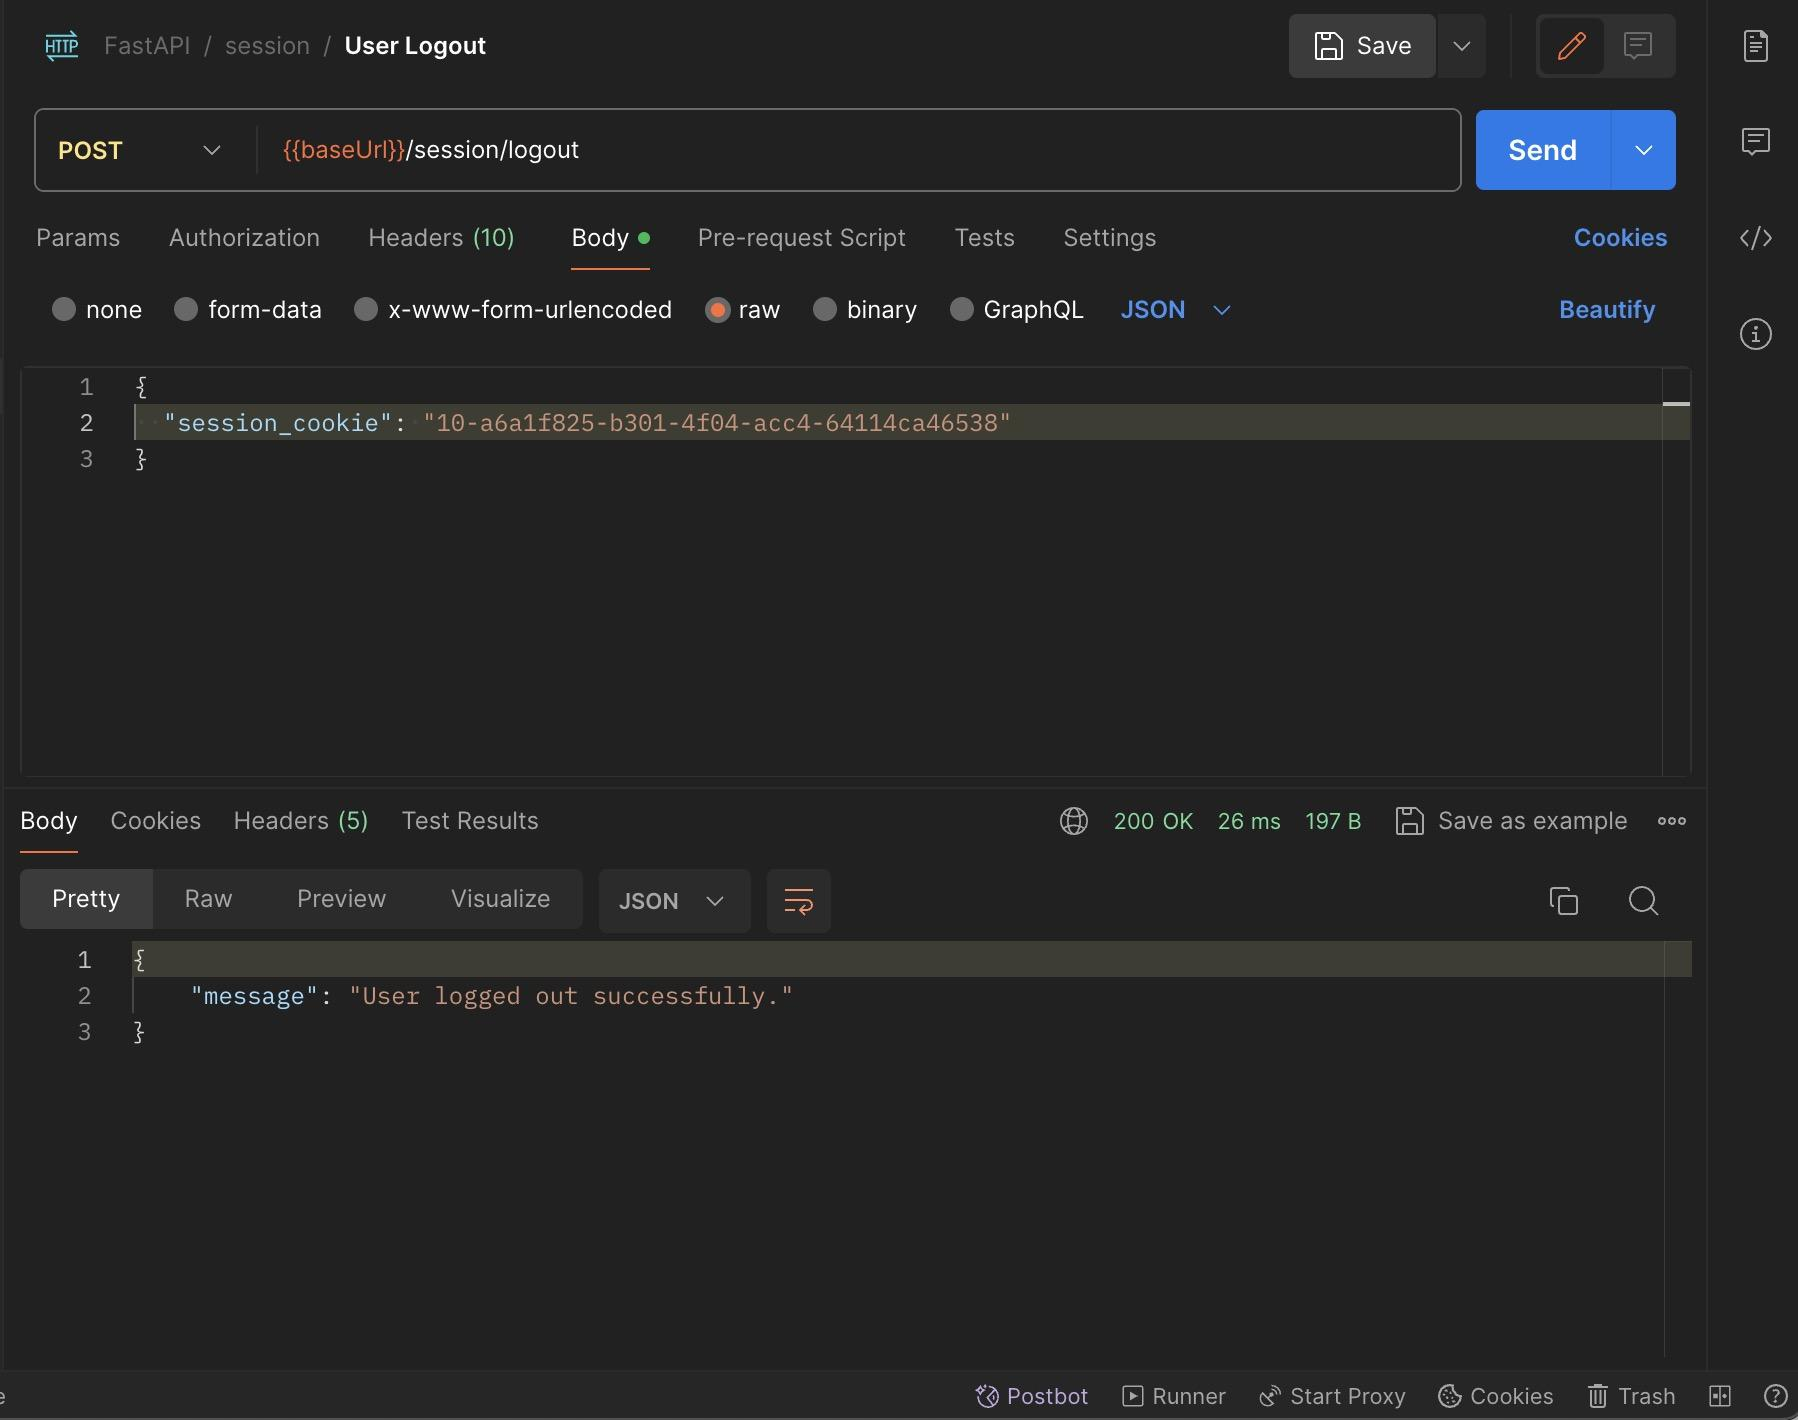 HTTP FastAPI / session / User Logout Save
POST {{baseUrl}}/session/logout Send
Params Authorization Headers (10) Body Pre-request Script Tests Settings Cookies
none form-data x-www-form-urlencoded raw binary GraphQL JSON Beautify
1 {
2 "session_cookie": "10-a6a1f825-b301-4f04-acc4-64114ca46538"
3 }
Body Cookies Headers (5) Test Results 200 OK 26 ms 197 B Save as example
Pretty Raw Preview Visualize JSON
1 {
2 "message": "User logged out successfully."
3 }
Postbot Runner Start Proxy Cookies Trash